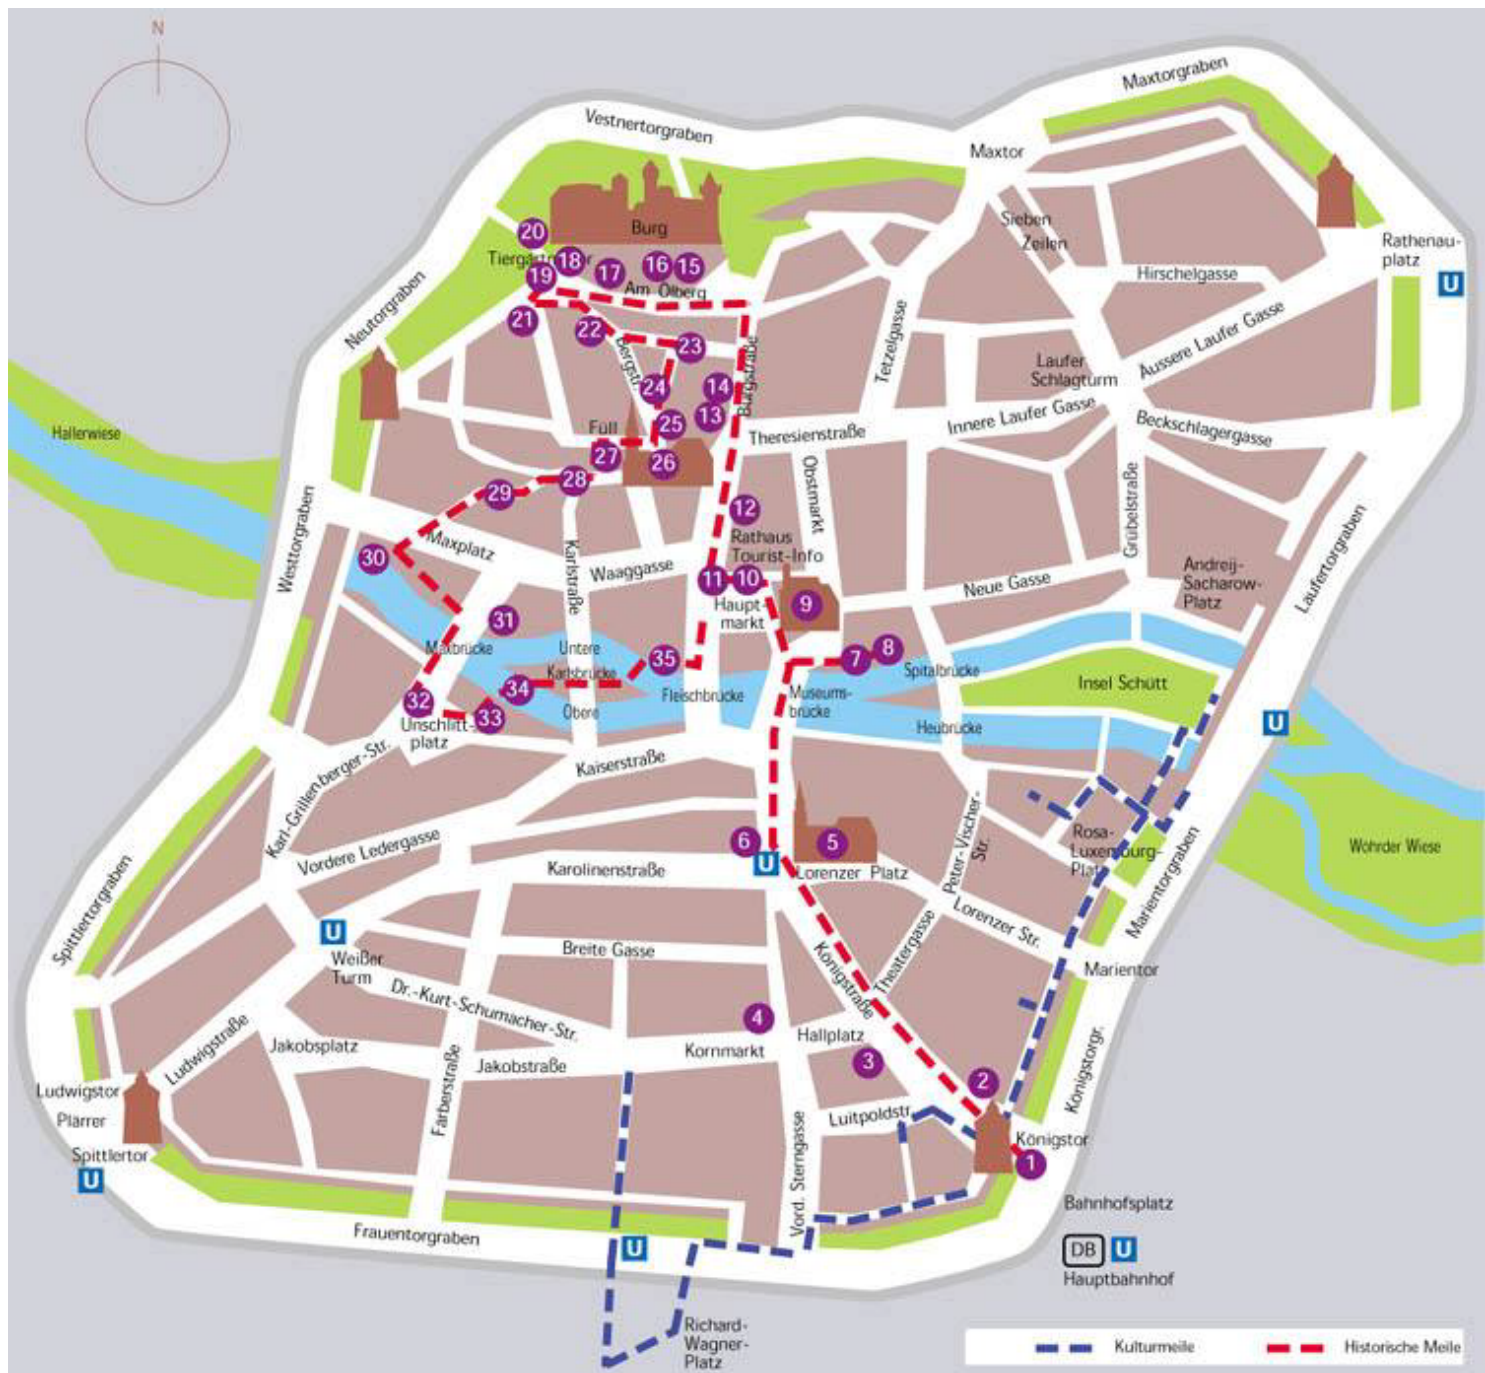 N
Maxtorgraben
Vestnertorgraben
Maxtor
Sieben
Zeilen
Burg
20
Rathenau-
platz
U
18
17
16
15
19
Hirschelgasse
Am Ölberg
Neutorgraben
21
22
23
Bergstr.
Burgstraße
Tetzelgasse
Äussere Laufer Gasse
Laufer
Schlagturm
24
14
13
25
Füll
Theresienstraße
Innere Laufer Gasse
Beckschlagergasse
Hallerwiese
27
26
28
29
Obstmarkt
Grübelstraße
Westtorgraben
12
Laufertorgraben
Rathaus
Tourist-Info
Maxplatz
30
Karlstraße
Waaggasse
11
10
9
Haupt-
markt
Neue Gasse
Andreij-
Sacharow-
Platz
31
Maxbrücke
Untere
Karlsbrücke
Obere
35
7
8
Spitalbrücke
Insel Schütt
34
Fleischbrücke
Museums-
brücke
32
33
Unschlitt-
platz
Heubrücke
U
Karl-Grillenberger-Str.
Kaiserstraße
Vordere Ledergasse
6
U
5
Lorenzer Platz
Peter-Vischer-
Str.
Rosa-
Luxemburg-
Platz
Wöhrder Wiese
Karolinenstraße
Spittlertorgraben
Marientorgraben
U
Weißer
Turm
Breite Gasse
Lorenzer Str.
Theatergasse
Königstraße
Marientor
Dr.-Kurt-Schumacher-Str.
4
Hallplatz
Ludwigstraße
Jakobsplatz
Jakobstraße
Kornmarkt
3
2
Königstorgr.
Färberstraße
Ludwigstor
Plärrer
Spittlertor
U
Luitpoldstr.
Königstor
1
Vord. Sterngasse
Bahnhofsplatz
Frauentorgraben
U
DB U
Hauptbahnhof
Richard-
Wagner-
Platz
Kulturmeile
Historische Meile